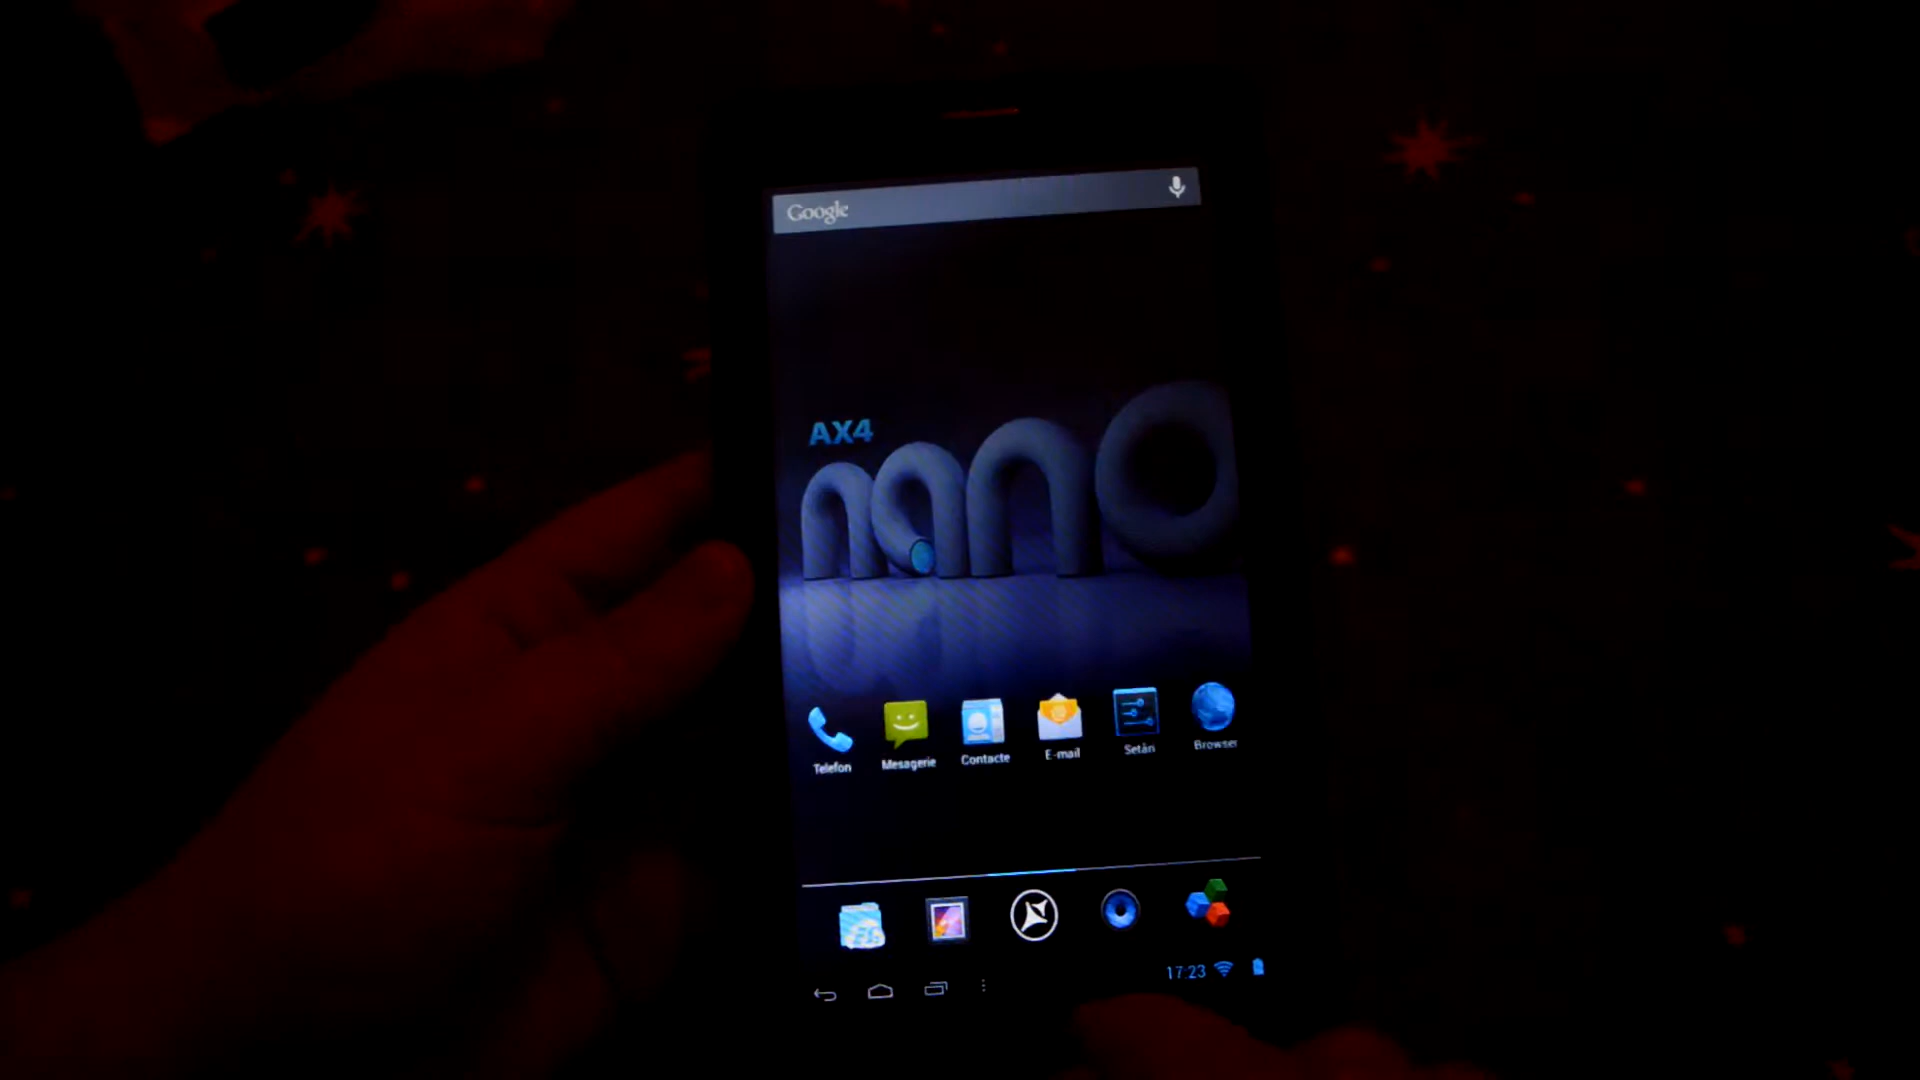 Google
AX4
nano
Telefon
Mesagerie
Contacte
E-mail
Setări
Browser
17:23